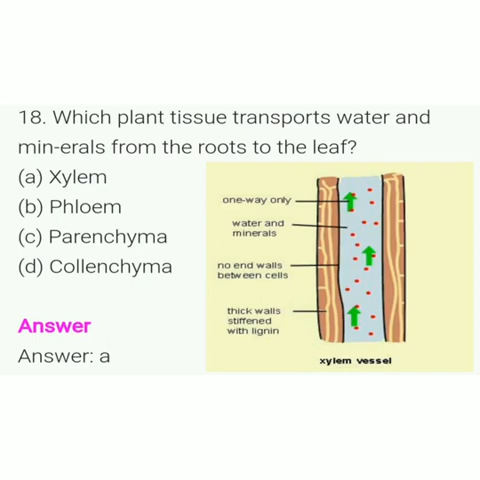 18. Which plant tissue transports water and
min-erals from the roots to the leaf?
(a) Xylem
(b) Phloem
(c) Parenchyma
(d) Collenchyma
Answer
Answer: a
one-way only
water and
minerals
no end walls
between cells
thick walls
stiffened
with lignin
xylem vessel